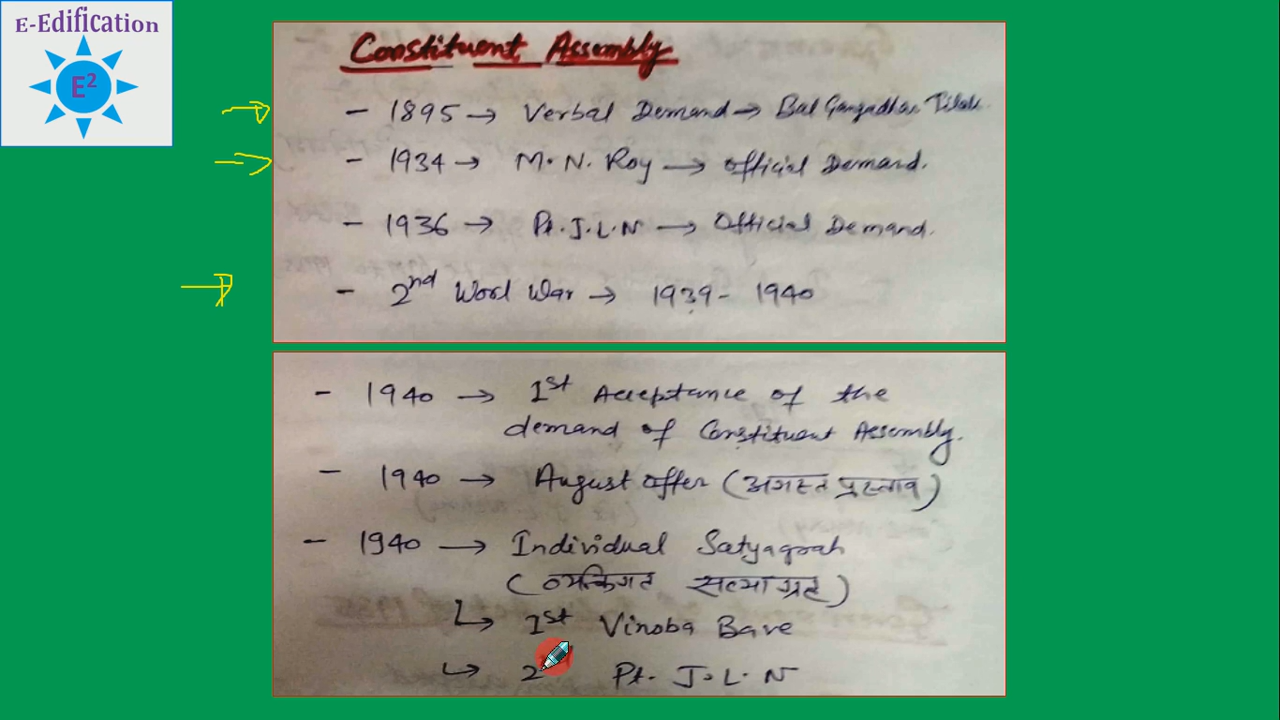 E-Edification
E²
Constituent Assembly
- 1895 → Verbal Demand → Bal Gangadhar Tilak.
- 1934 → M. N. Roy → Official Demand.
- 1936 → Pt. J. L. N → Official Demand.
- 2nd Word War → 1939 - 1940
- 1940 → 1st Acceptance of the
demand of Constituent Assembly.
- 1940 → August offer (अगस्त प्रस्ताव)
- 1940 → Individual Satyagrah
(व्यक्तिगत सत्याग्रह)
↳ 1st Vinoba Bave
↳ 2 Pt. J. L. N